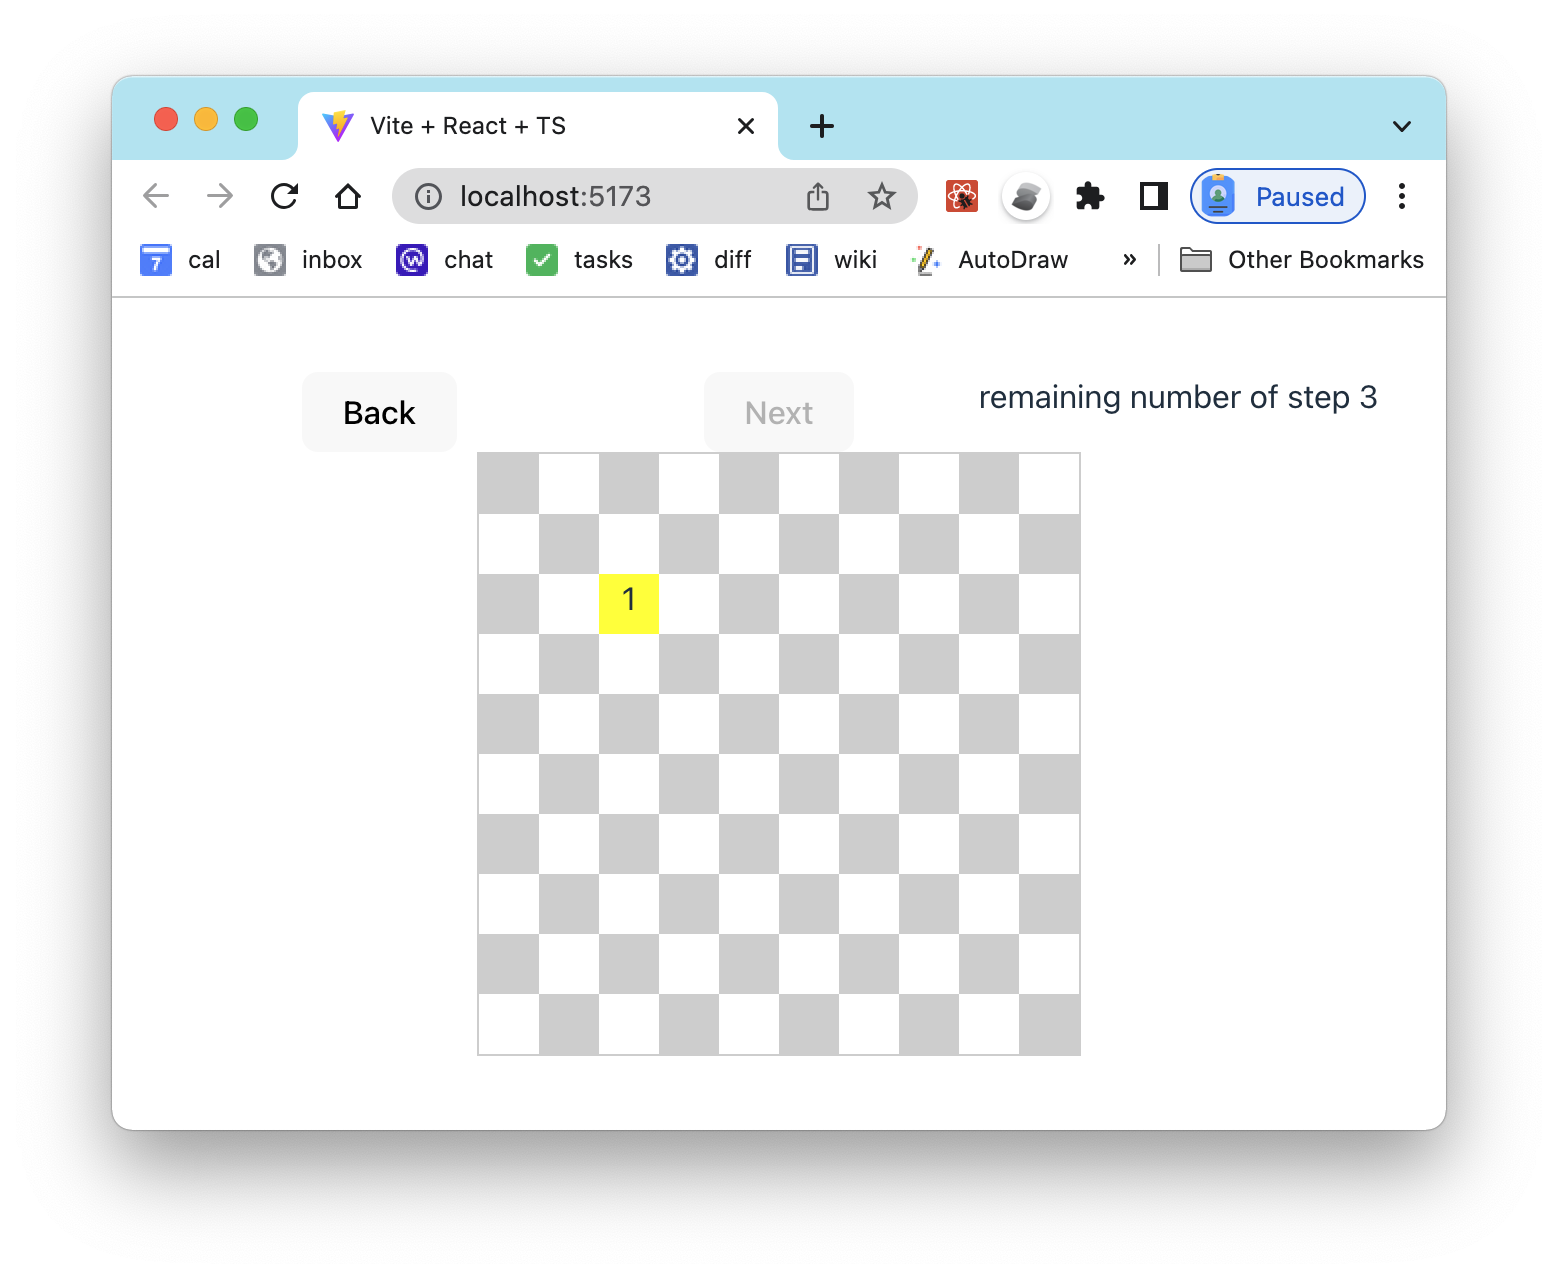 Vite + React + TS
localhost:5173
Paused
7 cal inbox chat tasks diff wiki AutoDraw » Other Bookmarks
Back Next remaining number of step 3
1